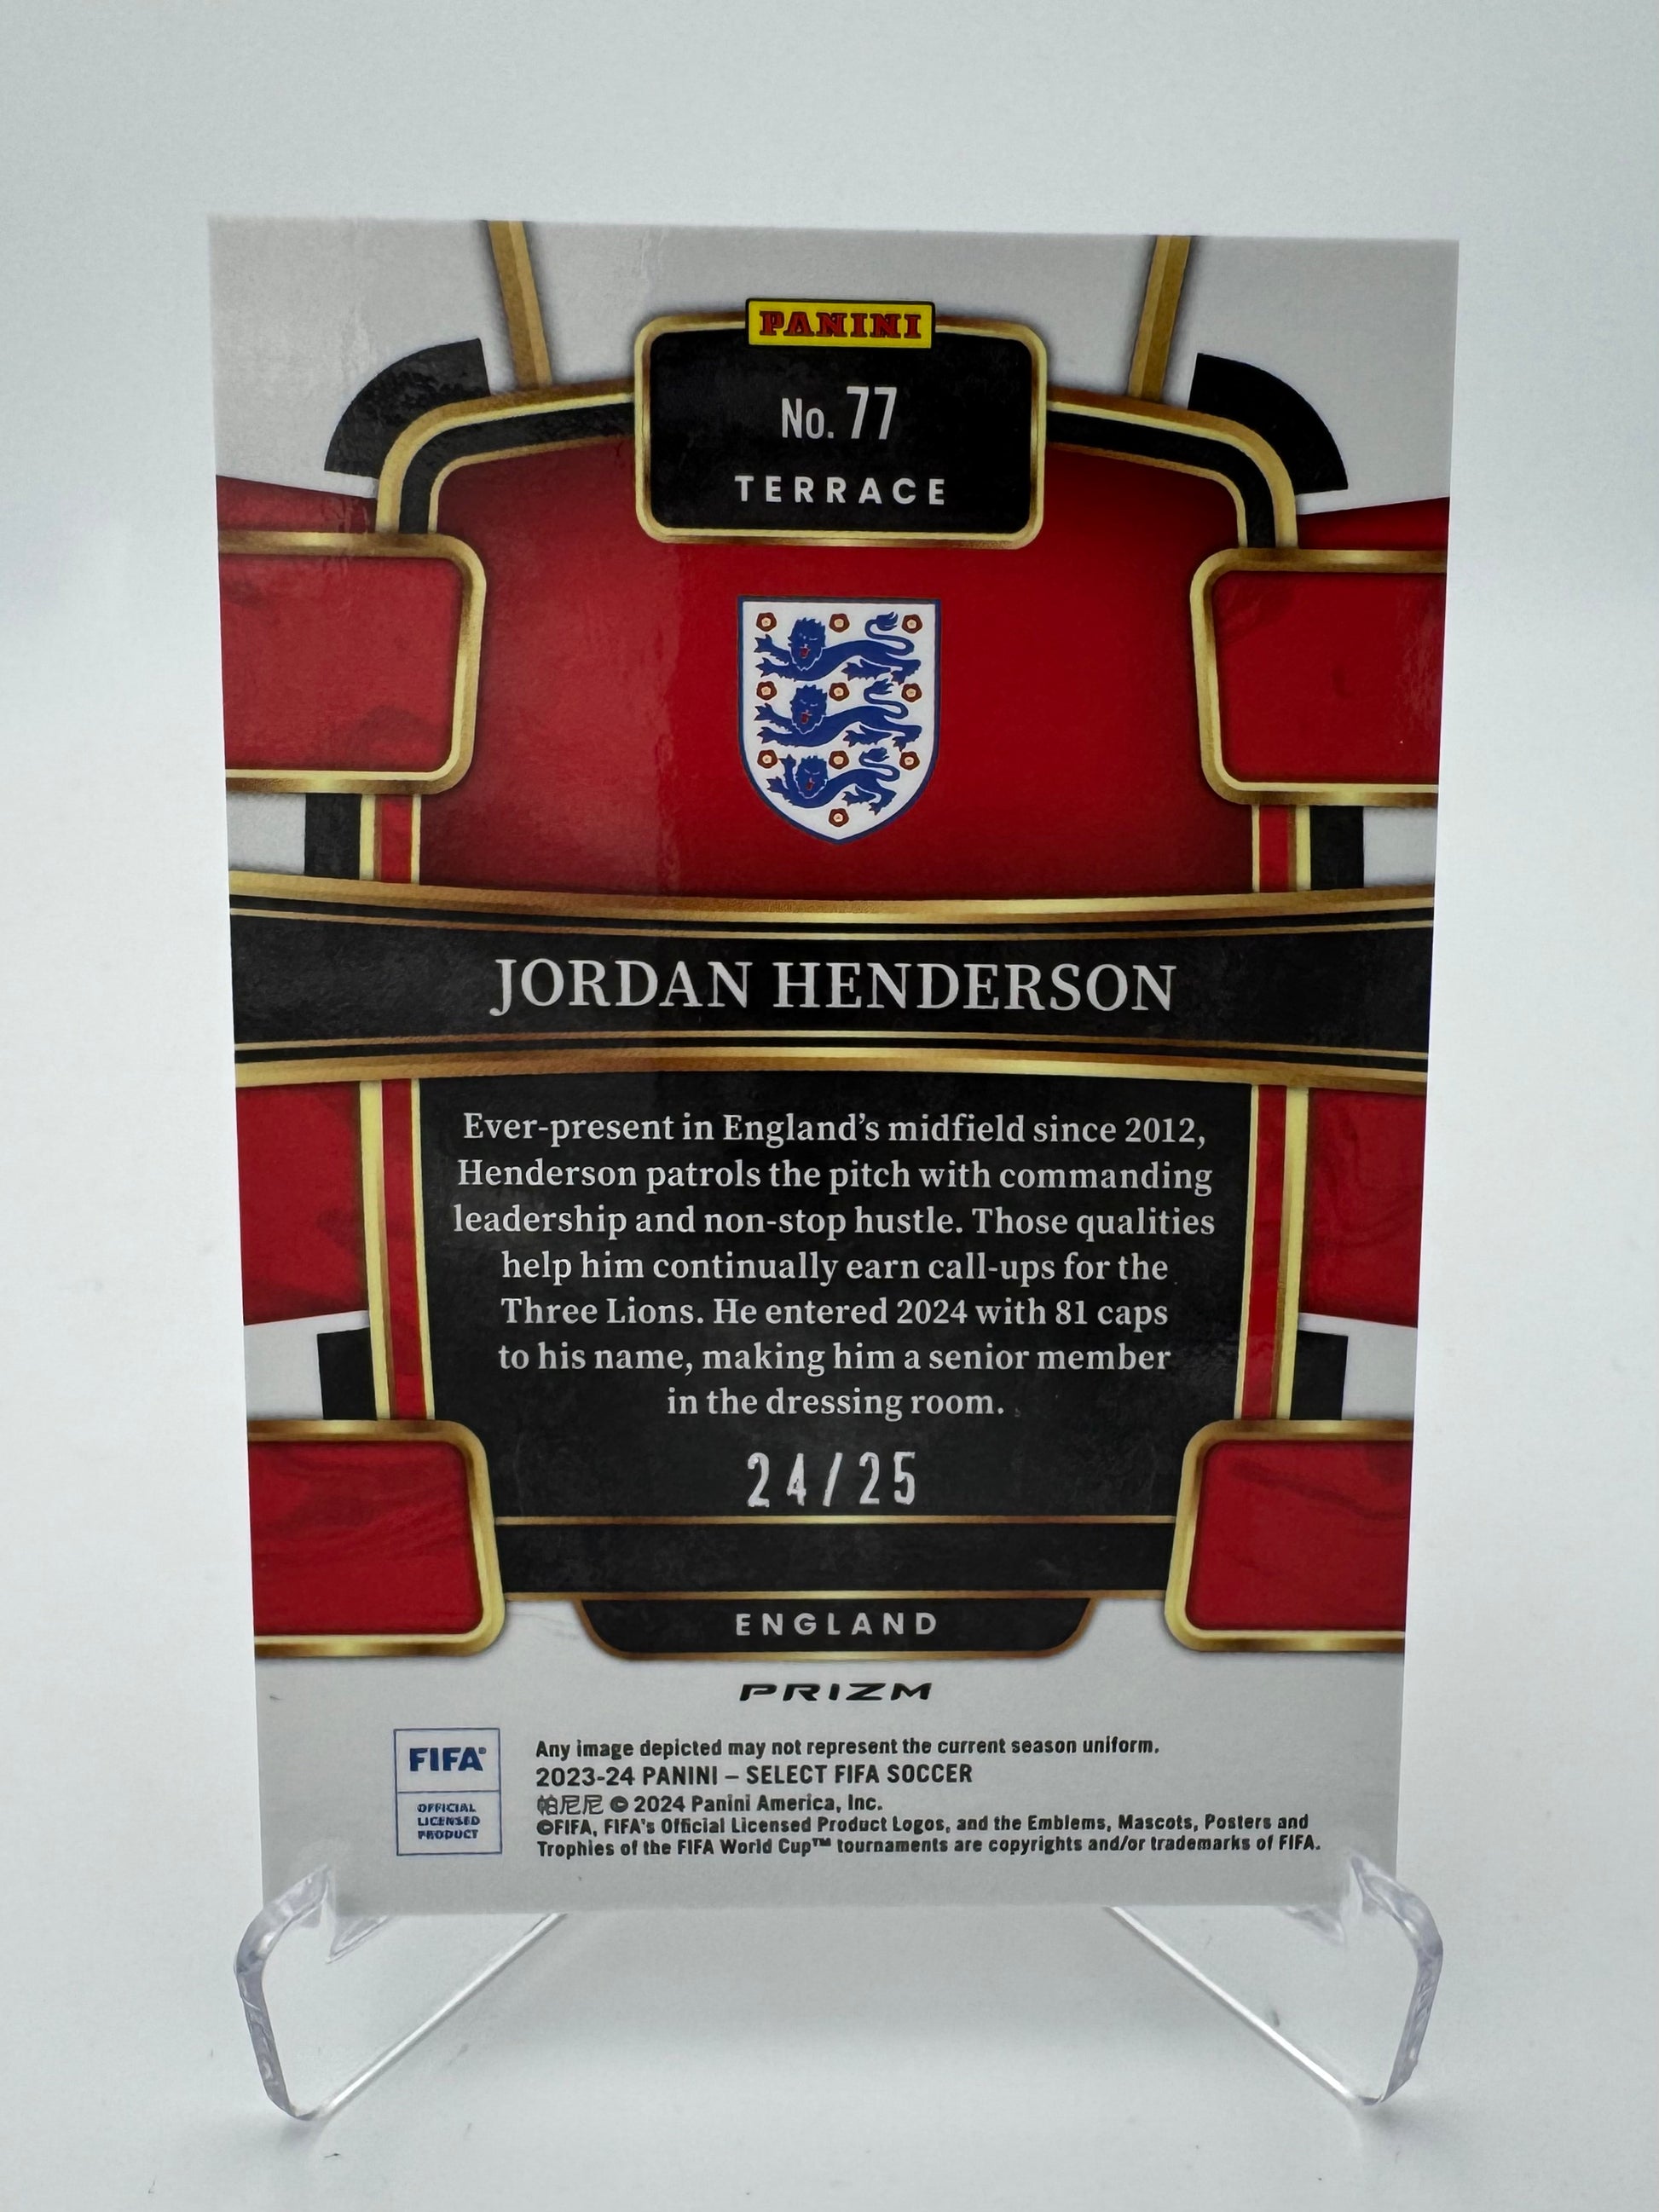 PANINI
No. 77
TERRACE
JORDAN HENDERSON
Ever-present in England's midfield since 2012,
Henderson patrols the pitch with commanding
leadership and non-stop hustle. Those qualities
help him continually earn call-ups for the
Three Lions. He entered 2024 with 81 caps
to his name, making him a senior member
in the dressing room.
24/25
ENGLAND
PRIZM
FIFA®
OFFICIAL
LICENSED
PRODUCT
Any image depicted may not represent the current season uniform.
2023-24 PANINI – SELECT FIFA SOCCER
帕尼尼 © 2024 Panini America, Inc.
©FIFA, FIFA's Official Licensed Product Logos, and the Emblems, Mascots, Posters and
Trophies of the FIFA World Cup™ tournaments are copyrights and/or trademarks of FIFA.